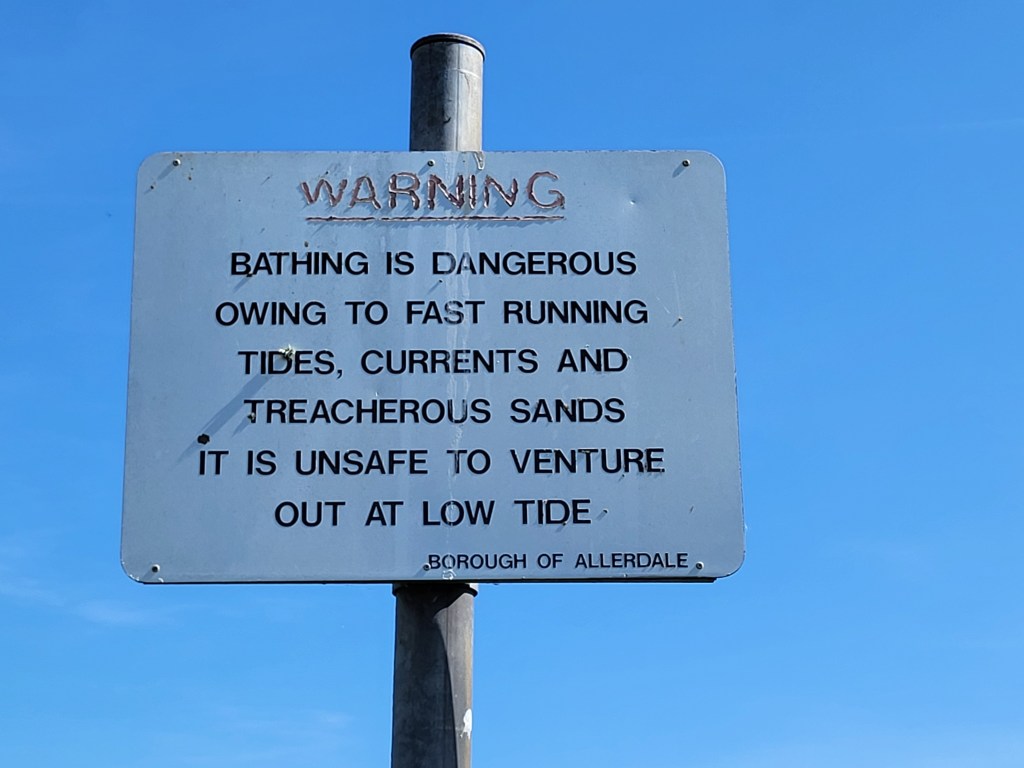 WARNING
BATHING IS DANGEROUS
OWING TO FAST RUNNING
TIDES, CURRENTS AND
TREACHEROUS SANDS
IT IS UNSAFE TO VENTURE
OUT AT LOW TIDE
BOROUGH OF ALLERDALE